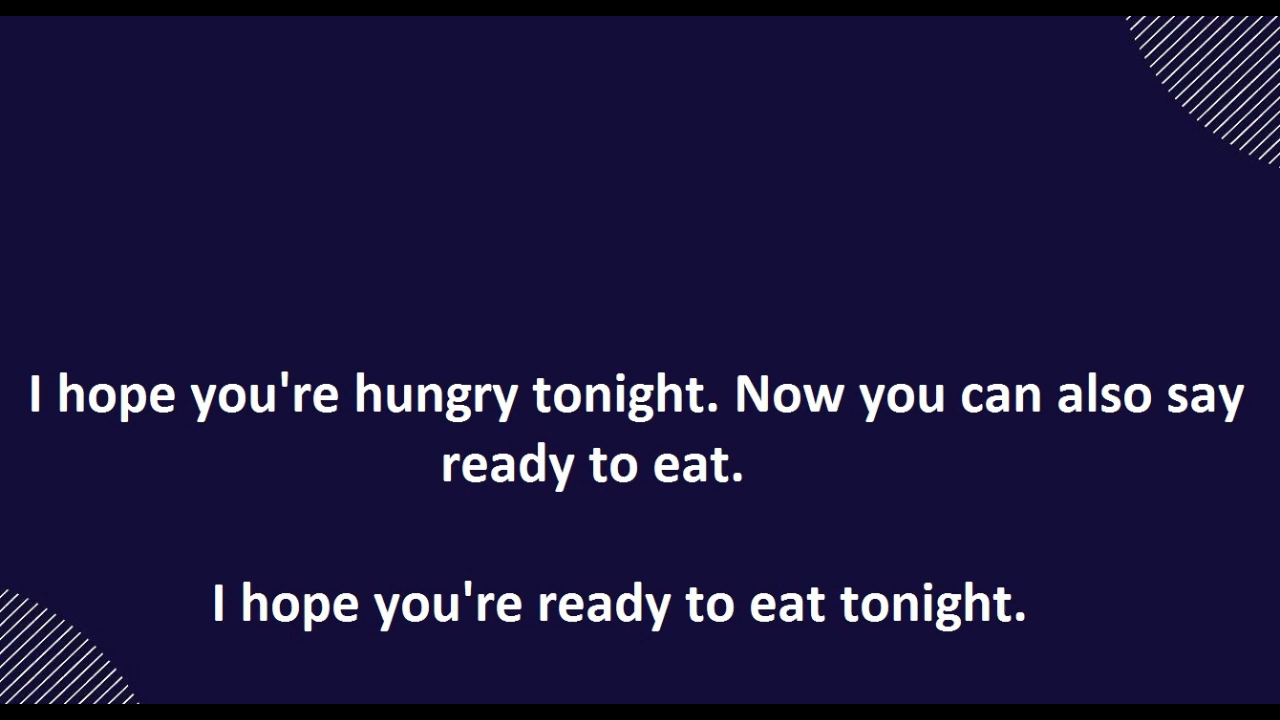 I hope you're hungry tonight. Now you can also say
ready to eat.
I hope you're ready to eat tonight.